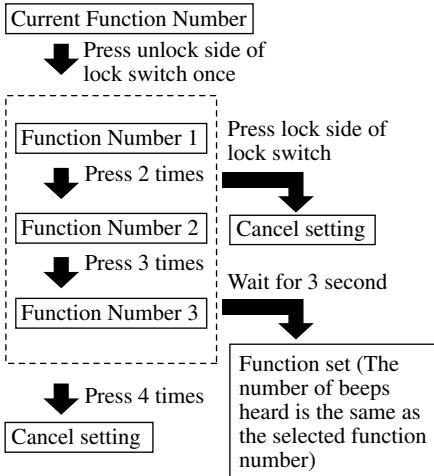 Current Function Number
Press unlock side of
lock switch once
Function Number 1
Press lock side of
lock switch
Press 2 times
Function Number 2
Cancel setting
Press 3 times
Wait for 3 second
Function Number 3
Function set (The
number of beeps
heard is the same as
the selected function
number)
Press 4 times
Cancel setting